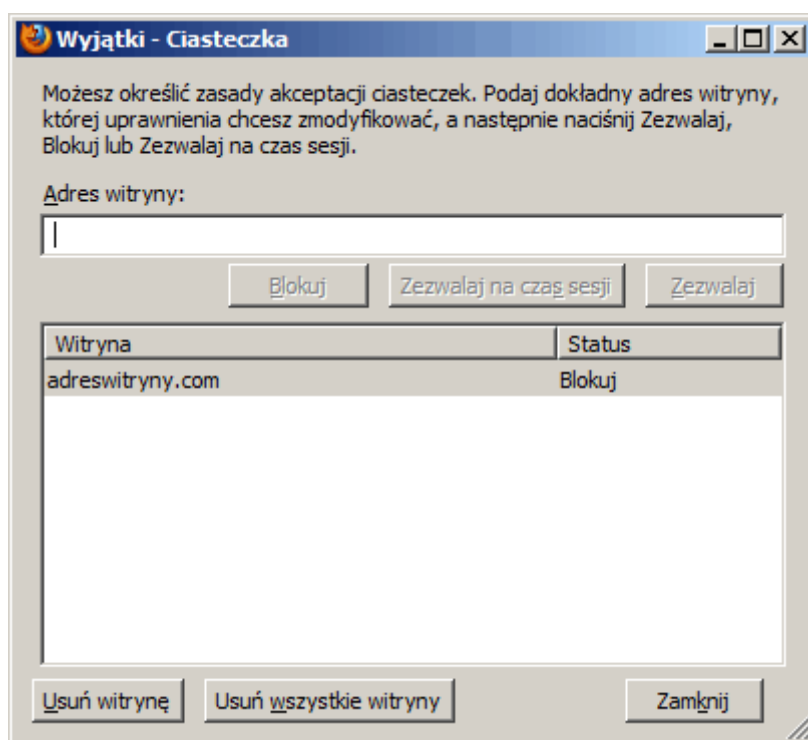 Wyjątki - Ciasteczka
Możesz określić zasady akceptacji ciasteczek. Podaj dokładny adres witryny,
której uprawnienia chcesz zmodyfikować, a następnie naciśnij Zezwalaj,
Blokuj lub Zezwalaj na czas sesji.
Adres witryny:
Blokuj Zezwalaj na czas sesji Zezwalaj
Witryna Status
adreswitryny.com Blokuj
Usuń witrynę Usuń wszystkie witryny Zamknij